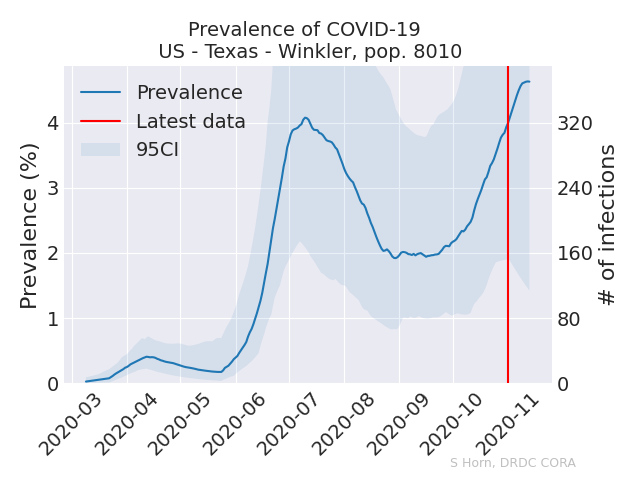 Prevalence of COVID-19
US - Texas - Winkler, pop. 8010
Prevalence
Latest data
95CI
Prevalence (%)
4
3
2
1
0
320
240
160
80
0
# of infections
2020-03
2020-04
2020-05
2020-06
2020-07
2020-08
2020-09
2020-10
2020-11
S Horn, DRDC CORA